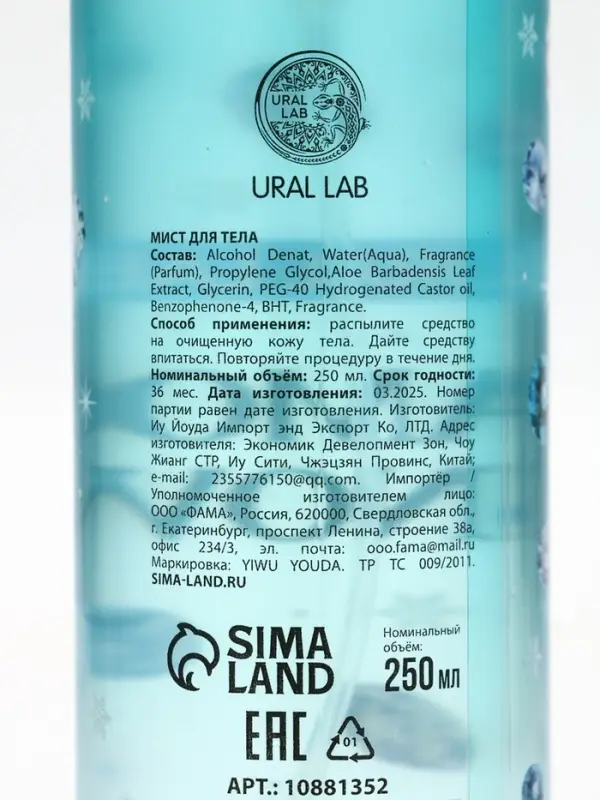 URAL
LAB
URAL LAB
МИСТ ДЛЯ ТЕЛА
Состав: Alcohol Denat, Water(Aqua), Fragrance
(Parfum), Propylene Glycol,Aloe Barbadensis Leaf
Extract, Glycerin, PEG-40 Hydrogenated Castor oil,
Benzophenone-4, BHT, Fragrance.
Способ применения: распылите средство
на очищенную кожу тела. Дайте средству
впитаться. Повторяйте процедуру в течение дня.
Номинальный объём: 250 мл. Срок годности:
36 мес. Дата изготовления: 03.2025. Номер
партии равен дате изготовления. Изготовитель:
Иу Йоуда Импорт энд Экспорт Ко, ЛТД. Адрес
изготовителя: Экономик Девелопмент Зон, Чоу
Жианг СТР, Иу Сити, Чжэцзян Провинс, Китай;
e-mail: 2355776150@qq.com. Импортёр /
Уполномоченное изготовителем лицо:
ООО «ФАМА», Россия, 620000, Свердловская обл.,
г. Екатеринбург, проспект Ленина, строение 38а,
офис 234/3, эл. почта: ooo.fama@mail.ru
Маркировка: YIWU YOUDA. ТР ТС 009/2011.
SIMA-LAND.RU
SIMA
LAND
Номинальный
объём:
250 мл
EAC
01
АРТ.: 10881352